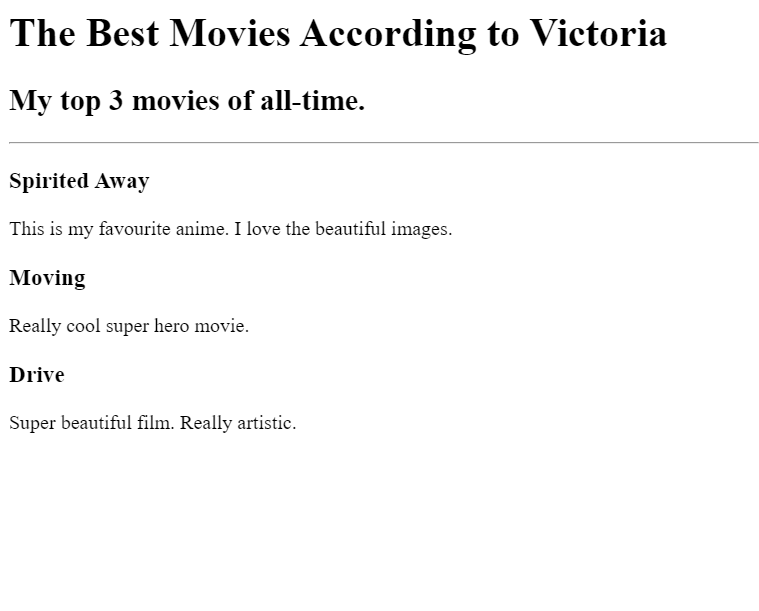 The Best Movies According to Victoria
My top 3 movies of all-time.
Spirited Away
This is my favourite anime. I love the beautiful images.
Moving
Really cool super hero movie.
Drive
Super beautiful film. Really artistic.